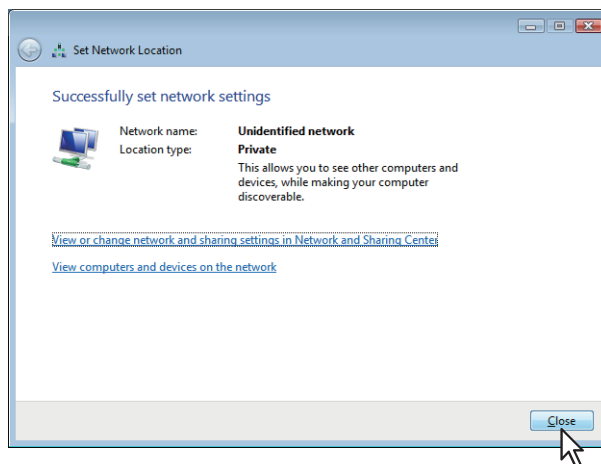 Set Network Location
Successfully set network settings
Network name: Unidentified network
Location type: Private
This allows you to see other computers and
devices, while making your computer
discoverable.
View or change network and sharing settings in Network and Sharing Center
View computers and devices on the network
Close